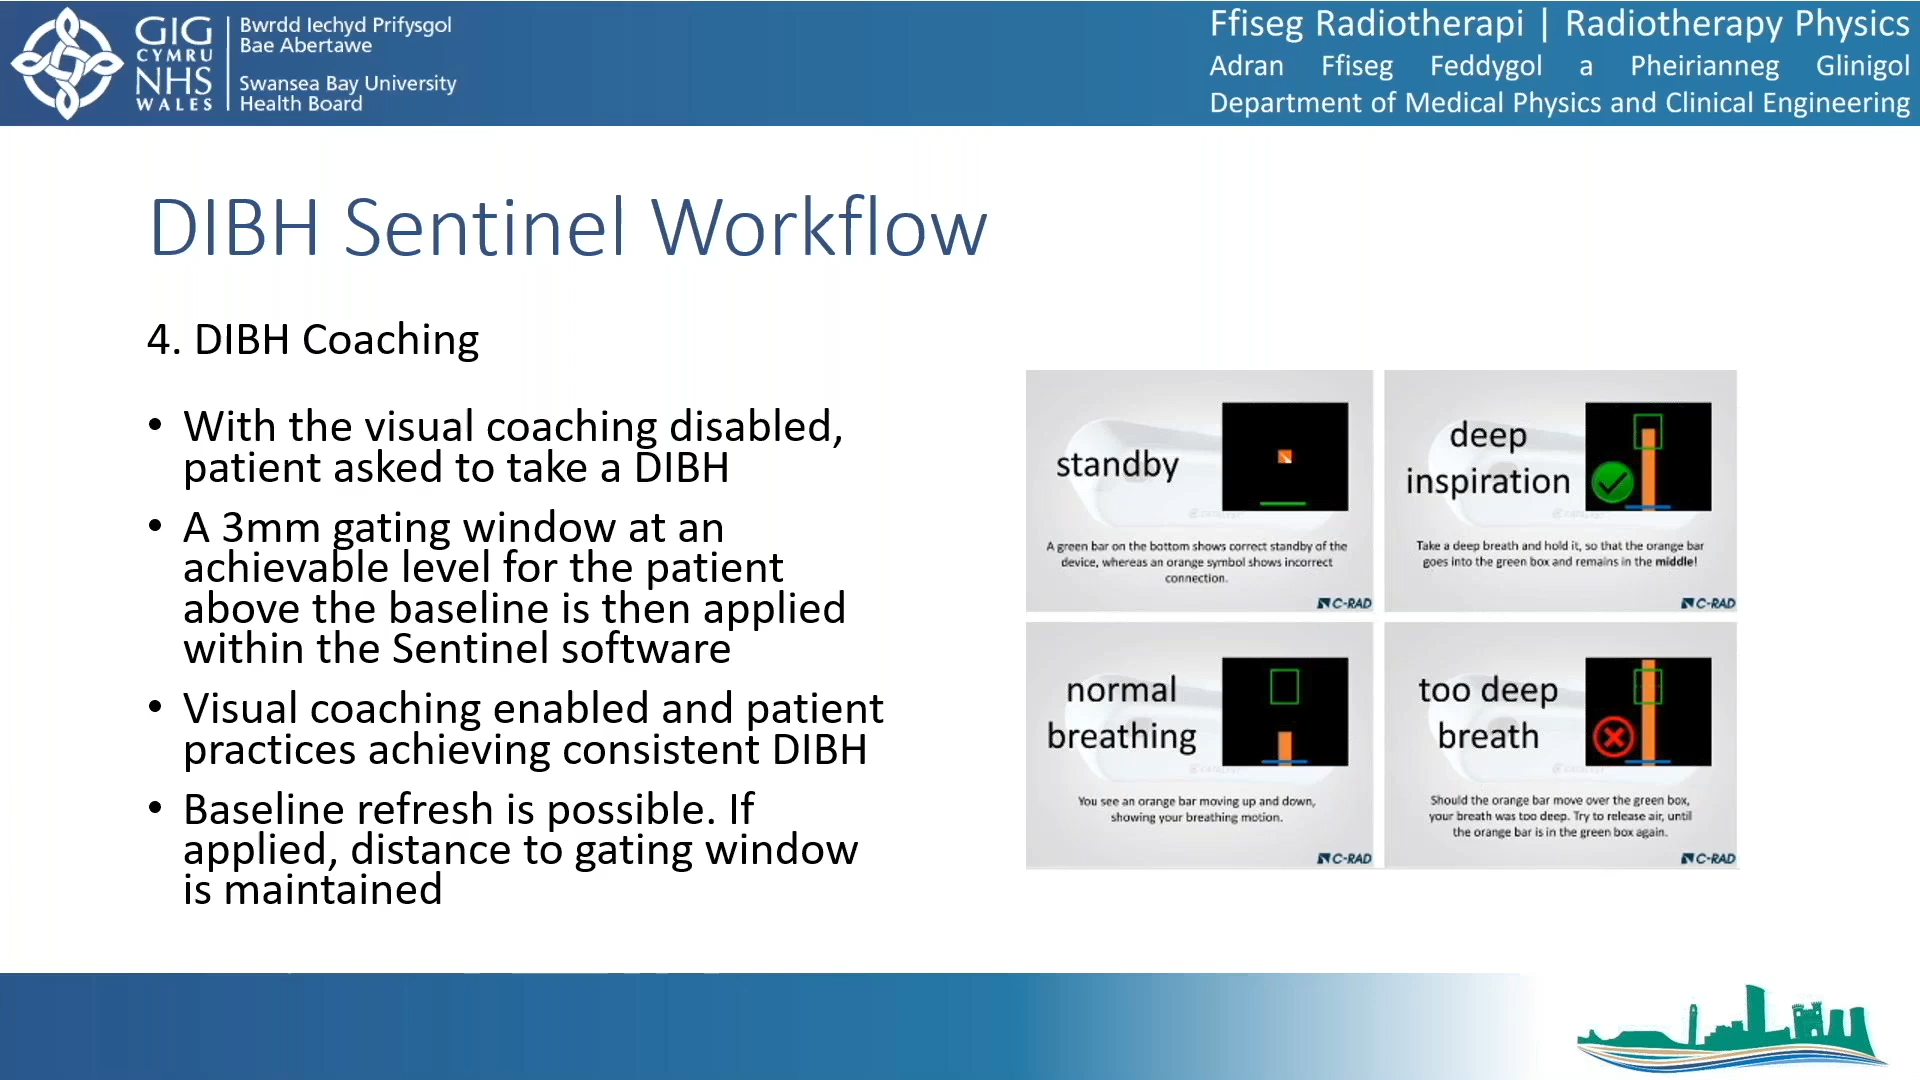 GIG
CYMRU
NHS
WALES
Bwrdd Iechyd Prifysgol
Bae Abertawe
Swansea Bay University
Health Board
Ffiseg Radiotherapi | Radiotherapy Physics
Adran Ffiseg Feddygol a Pheirianneg Glinigol
Department of Medical Physics and Clinical Engineering
DIBH Sentinel Workflow
4. DIBH Coaching
• With the visual coaching disabled,
patient asked to take a DIBH
• A 3mm gating window at an
achievable level for the patient
above the baseline is then applied
within the Sentinel software
• Visual coaching enabled and patient
practices achieving consistent DIBH
• Baseline refresh is possible. If
applied, distance to gating window
is maintained
standby
A green bar on the bottom shows correct standby of the
device, whereas an orange symbol shows incorrect
connection.
C-RAD
deep
inspiration
Take a deep breath and hold it, so that the orange bar
goes into the green box and remains in the middle!
C-RAD
normal
breathing
You see an orange bar moving up and down,
showing your breathing motion.
C-RAD
too deep
breath
Should the orange bar move over the green box,
your breath was too deep. Try to release air, until
the orange bar is in the green box again.
C-RAD